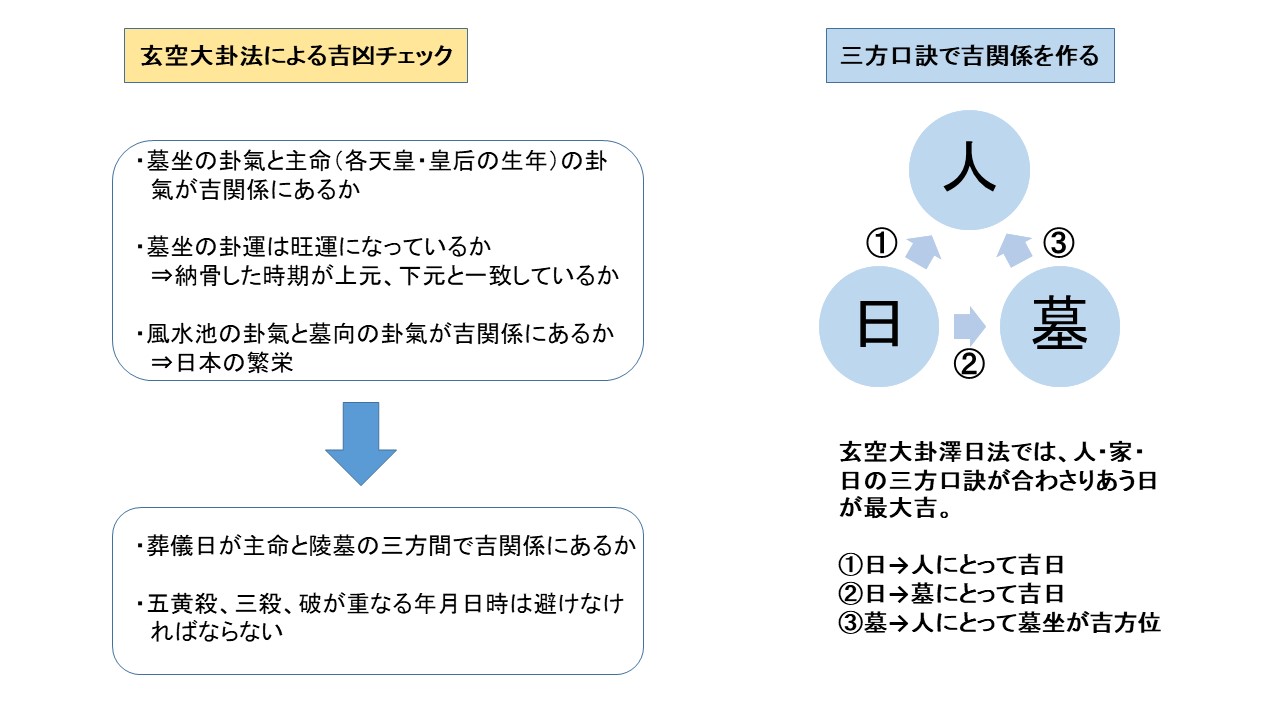 玄空大卦法による吉凶チェック
・墓坐の卦氣と主命（各天皇・皇后の生年）の卦
氣が吉関係にあるか
・墓坐の卦運は旺運になっているか
⇒納骨した時期が上元、下元と一致しているか
・風水池の卦氣と墓向の卦氣が吉関係にあるか
⇒日本の繁栄
・葬儀日が主命と陵墓の三方間で吉関係にあるか
・五黄殺、三殺、破が重なる年月日時は避けなけ
ればならない
三方口訣で吉関係を作る
人
①
③
日
墓
②
玄空大卦澤日法では、人・家・
日の三方口訣が合わさりあう日
が最大吉。
①日→人にとって吉日
②日→墓にとって吉日
③墓→人にとって墓坐が吉方位